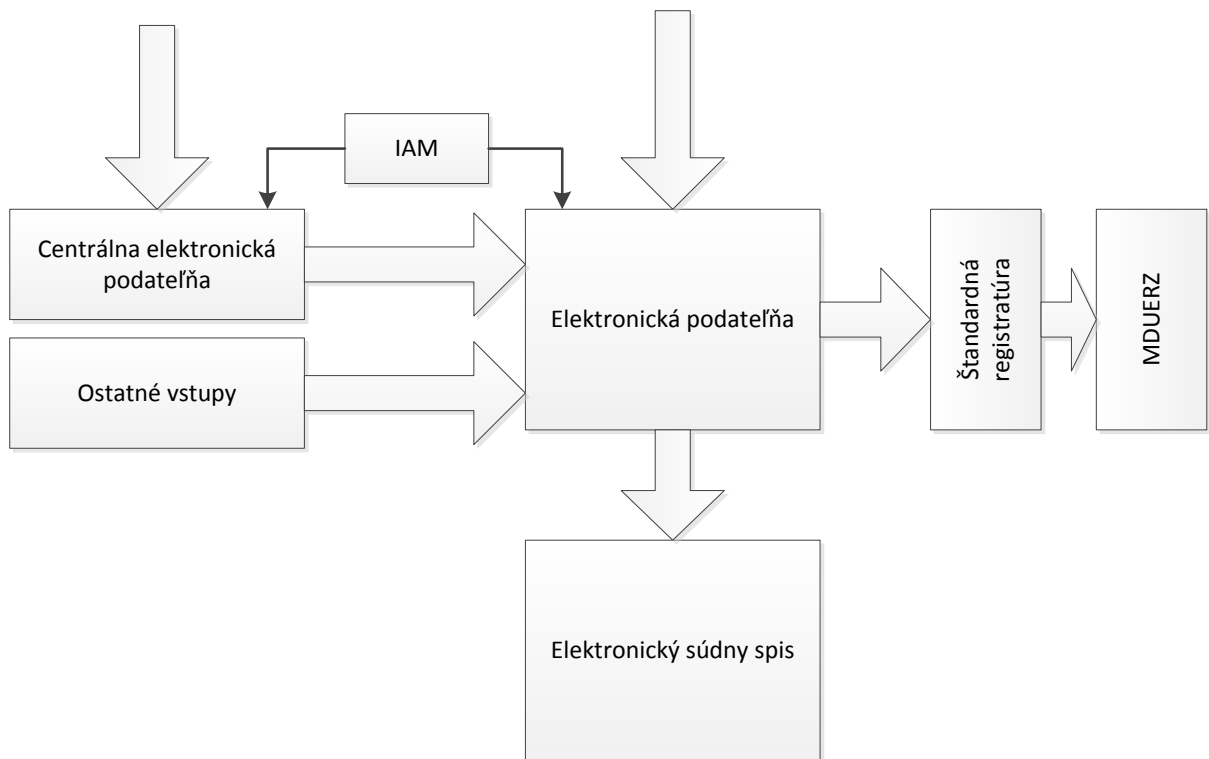 IAM
Centrálna elektronická
podateľňa
Elektronická podateľňa
Štandardná
registratúra
MDUERZ
Ostatné vstupy
Elektronický súdny spis